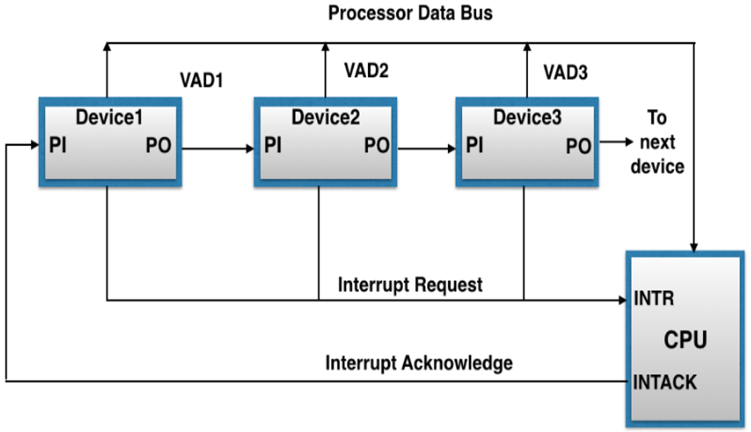 Processor Data Bus
VAD1
VAD2
VAD3
Device1
PI
PO
Device2
PI
PO
Device3
PI
PO
To
next
device
Interrupt Request
INTR
CPU
Interrupt Acknowledge
INTACK